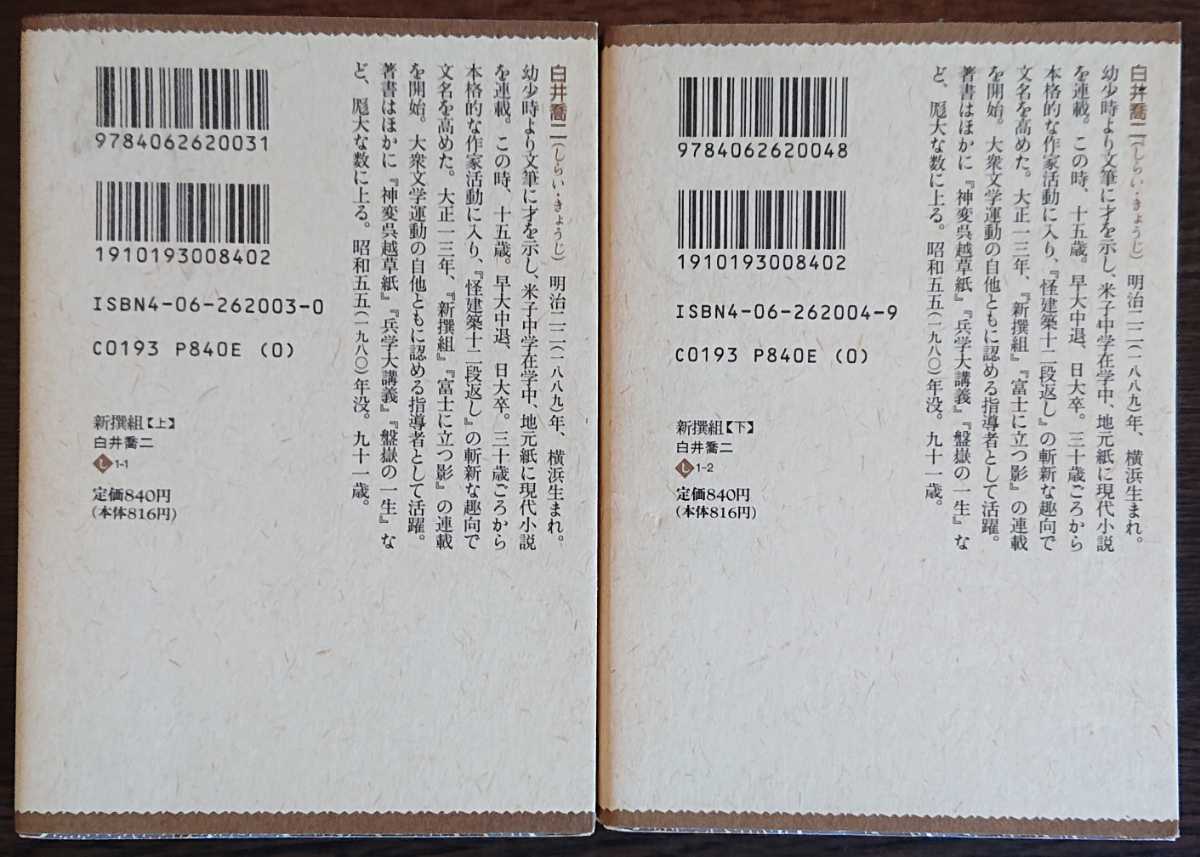 9784062620031
1910193008402
ISBN4-06-262003-0
C0193 P840E (0)
新撰組【上】
白井喬二
し 1-1
定価840円
(本体816円)
白井喬二(しらい・きょうじ) 明治二二(一八八九)年、横浜生まれ。
幼少時より文筆に才を示し、米子中学在学中、地元紙に現代小説
を連載。この時、十五歳。早大中退、日大卒。三十歳ごろから
本格的な作家活動に入り、『怪建築十二段返し』の斬新な趣向で
文名を高めた。大正一三年、『新撰組』『富士に立つ影』の連載
を開始。大衆文学運動の自他ともに認める指導者として活躍。
著書はほかに『神変呉越草紙』『兵学大講義』『盤嶽の一生』な
ど、厖大な数に上る。昭和五五(一九八〇)年没。九十一歳。
9784062620048
1910193008402
ISBN4-06-262004-9
C0193 P840E (0)
新撰組【下】
白井喬二
し 1-2
定価840円
(本体816円)
白井喬二(しらい・きょうじ) 明治二二(一八八九)年、横浜生まれ。
幼少時より文筆に才を示し、米子中学在学中、地元紙に現代小説
を連載。この時、十五歳。早大中退、日大卒。三十歳ごろから
本格的な作家活動に入り、『怪建築十二段返し』の斬新な趣向で
文名を高めた。大正一三年、『新撰組』『富士に立つ影』の連載
を開始。大衆文学運動の自他ともに認める指導者として活躍。
著書はほかに『神変呉越草紙』『兵学大講義』『盤嶽の一生』な
ど、厖大な数に上る。昭和五五(一九八〇)年没。九十一歳。